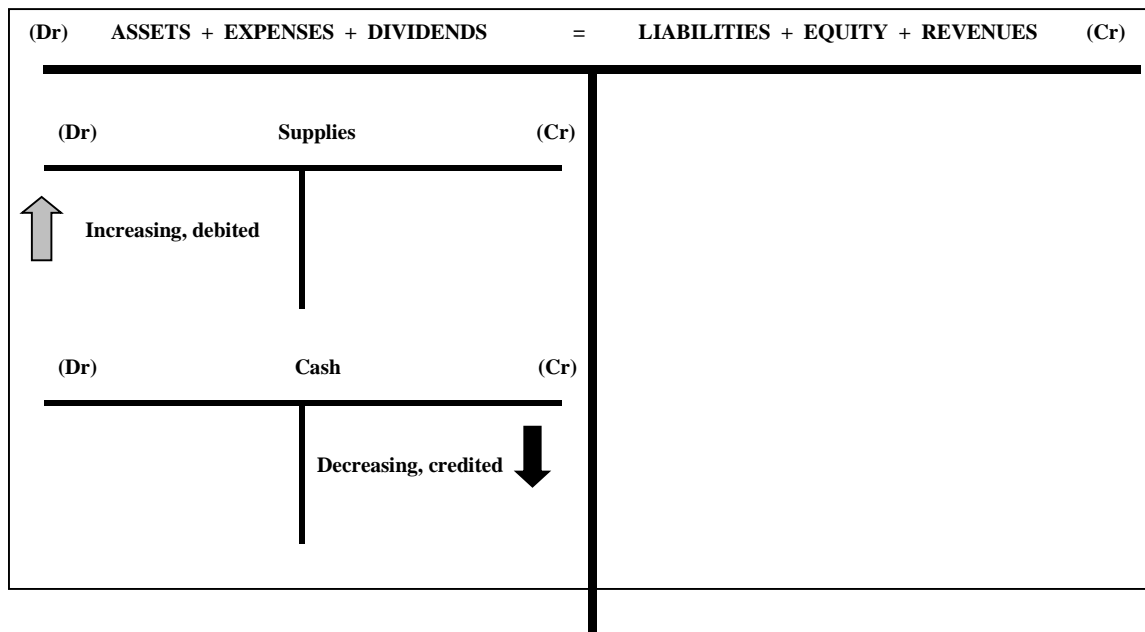 (Dr) ASSETS + EXPENSES + DIVIDENDS = LIABILITIES + EQUITY + REVENUES (Cr)
(Dr) Supplies (Cr)
Increasing, debited
(Dr) Cash (Cr)
Decreasing, credited